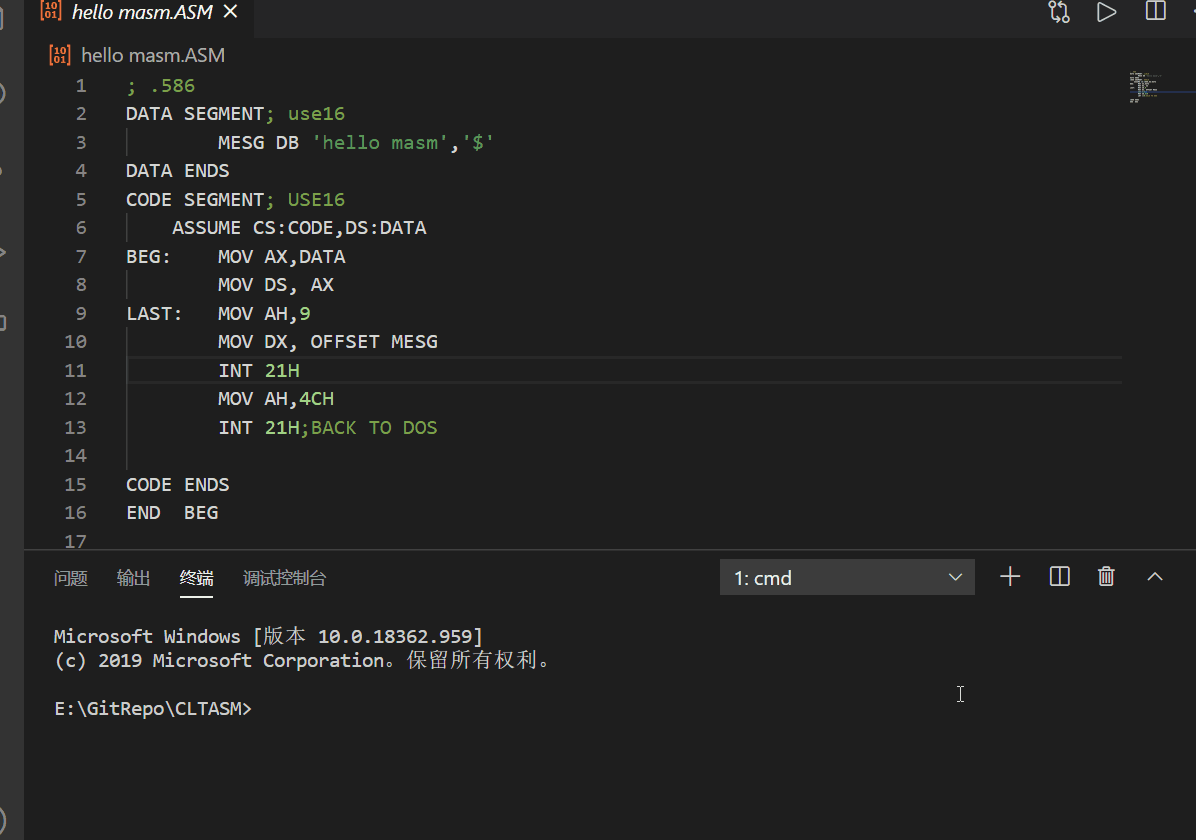 hello masm.ASM
hello masm.ASM
1 ; .586
2 DATA SEGMENT; use16
3 MESG DB 'hello masm','$'
4 DATA ENDS
5 CODE SEGMENT; USE16
6 ASSUME CS:CODE,DS:DATA
7 BEG: MOV AX,DATA
8 MOV DS, AX
9 LAST: MOV AH,9
10 MOV DX, OFFSET MESG
11 INT 21H
12 MOV AH,4CH
13 INT 21H;BACK TO DOS
14
15 CODE ENDS
16 END BEG
17
问题 输出 终端 调试控制台 1: cmd
Microsoft Windows [版本 10.0.18362.959]
(c) 2019 Microsoft Corporation。保留所有权利。
E:\GitRepo\CLTASM>